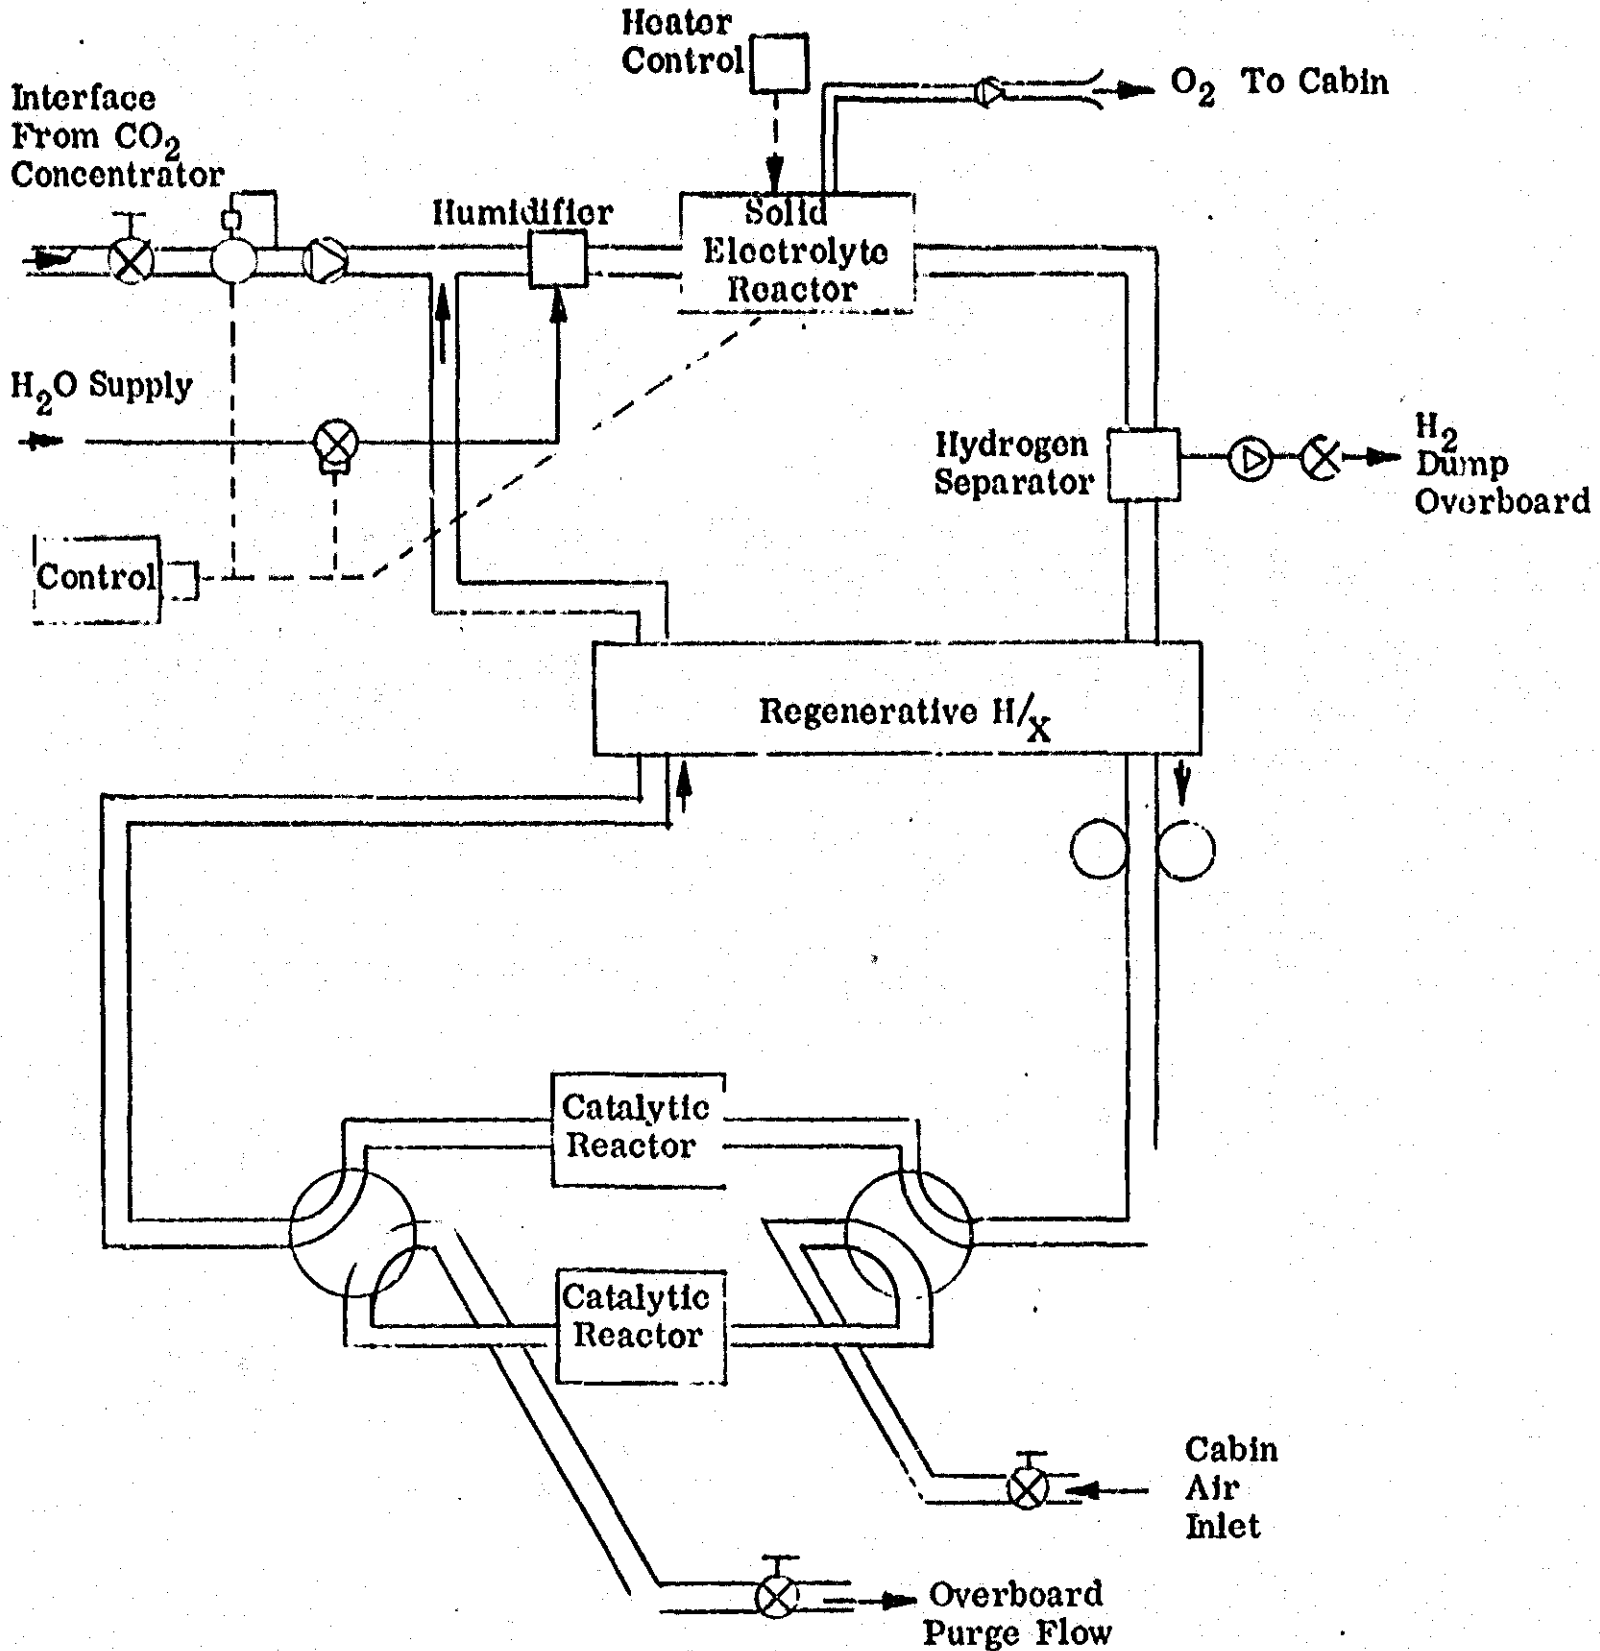 Heater
Control
O2 To Cabin
Interface
From CO2
Concentrator
Humidifier
Solid
Electrolyte
Reactor
H2O Supply
Hydrogen
Separator
H2
Dump
Overboard
Control
Regenerative H/X
Catalytic
Reactor
Catalytic
Reactor
Cabin
Air
Inlet
Overboard
Purge Flow